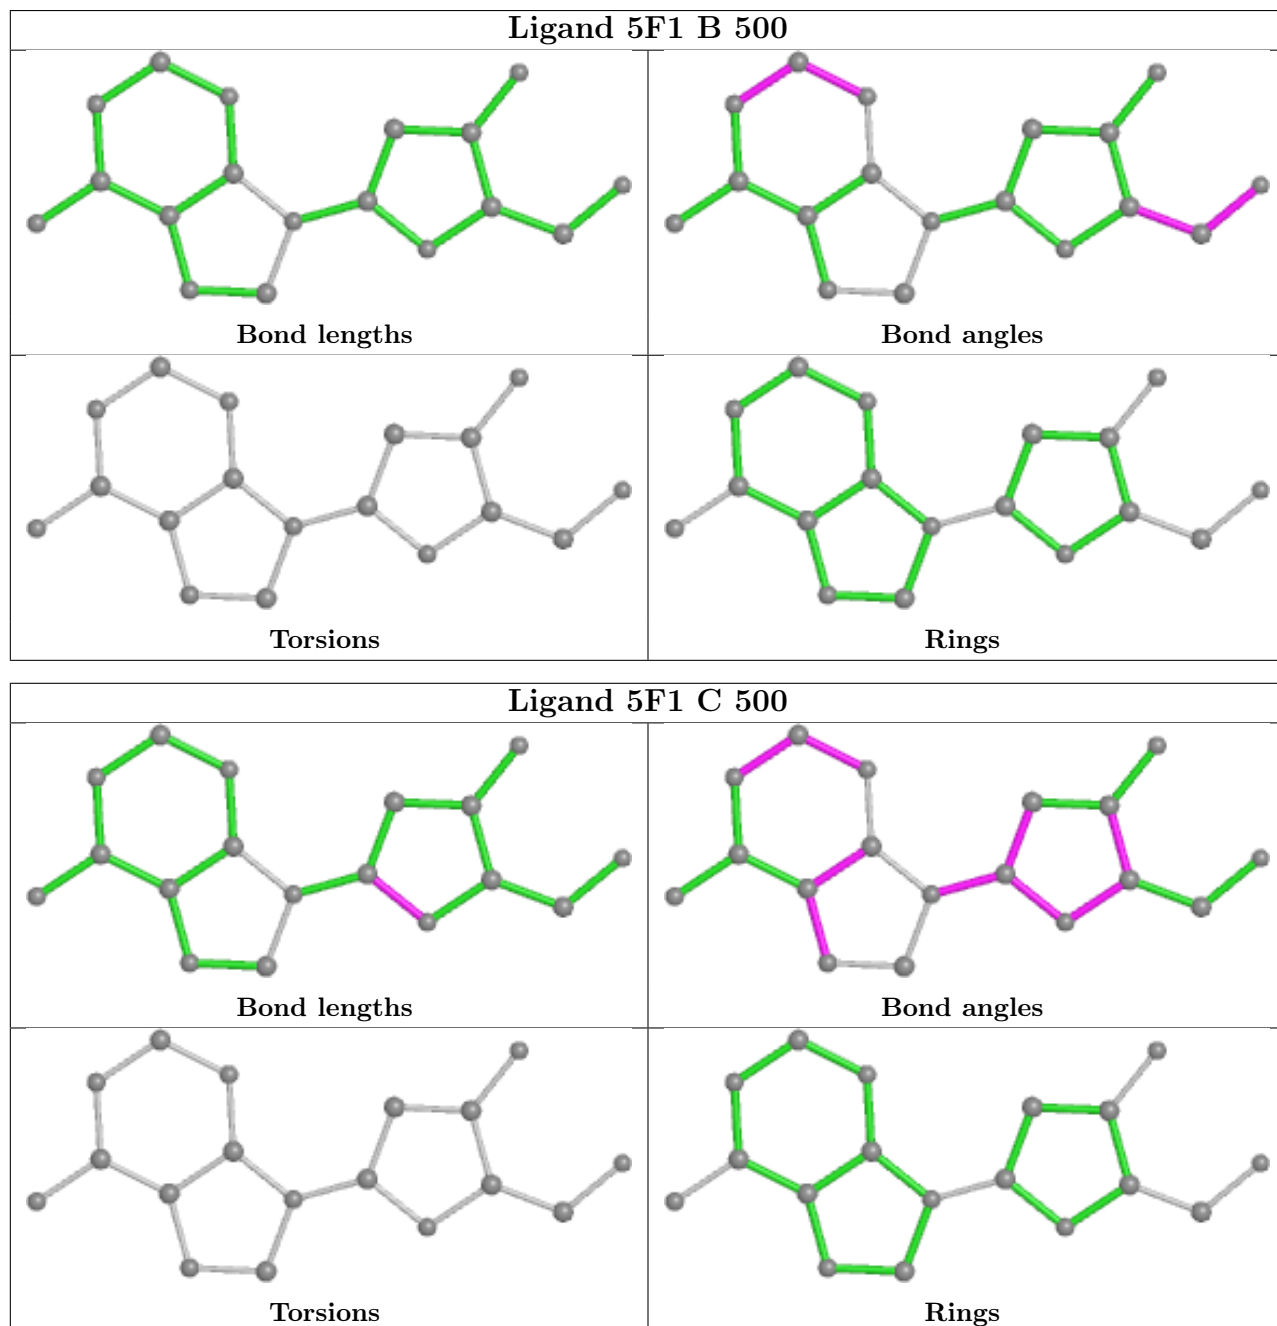 Ligand 5F1 B 500
Bond lengths
Bond angles
Torsions
Rings
Ligand 5F1 C 500
Bond lengths
Bond angles
Torsions
Rings